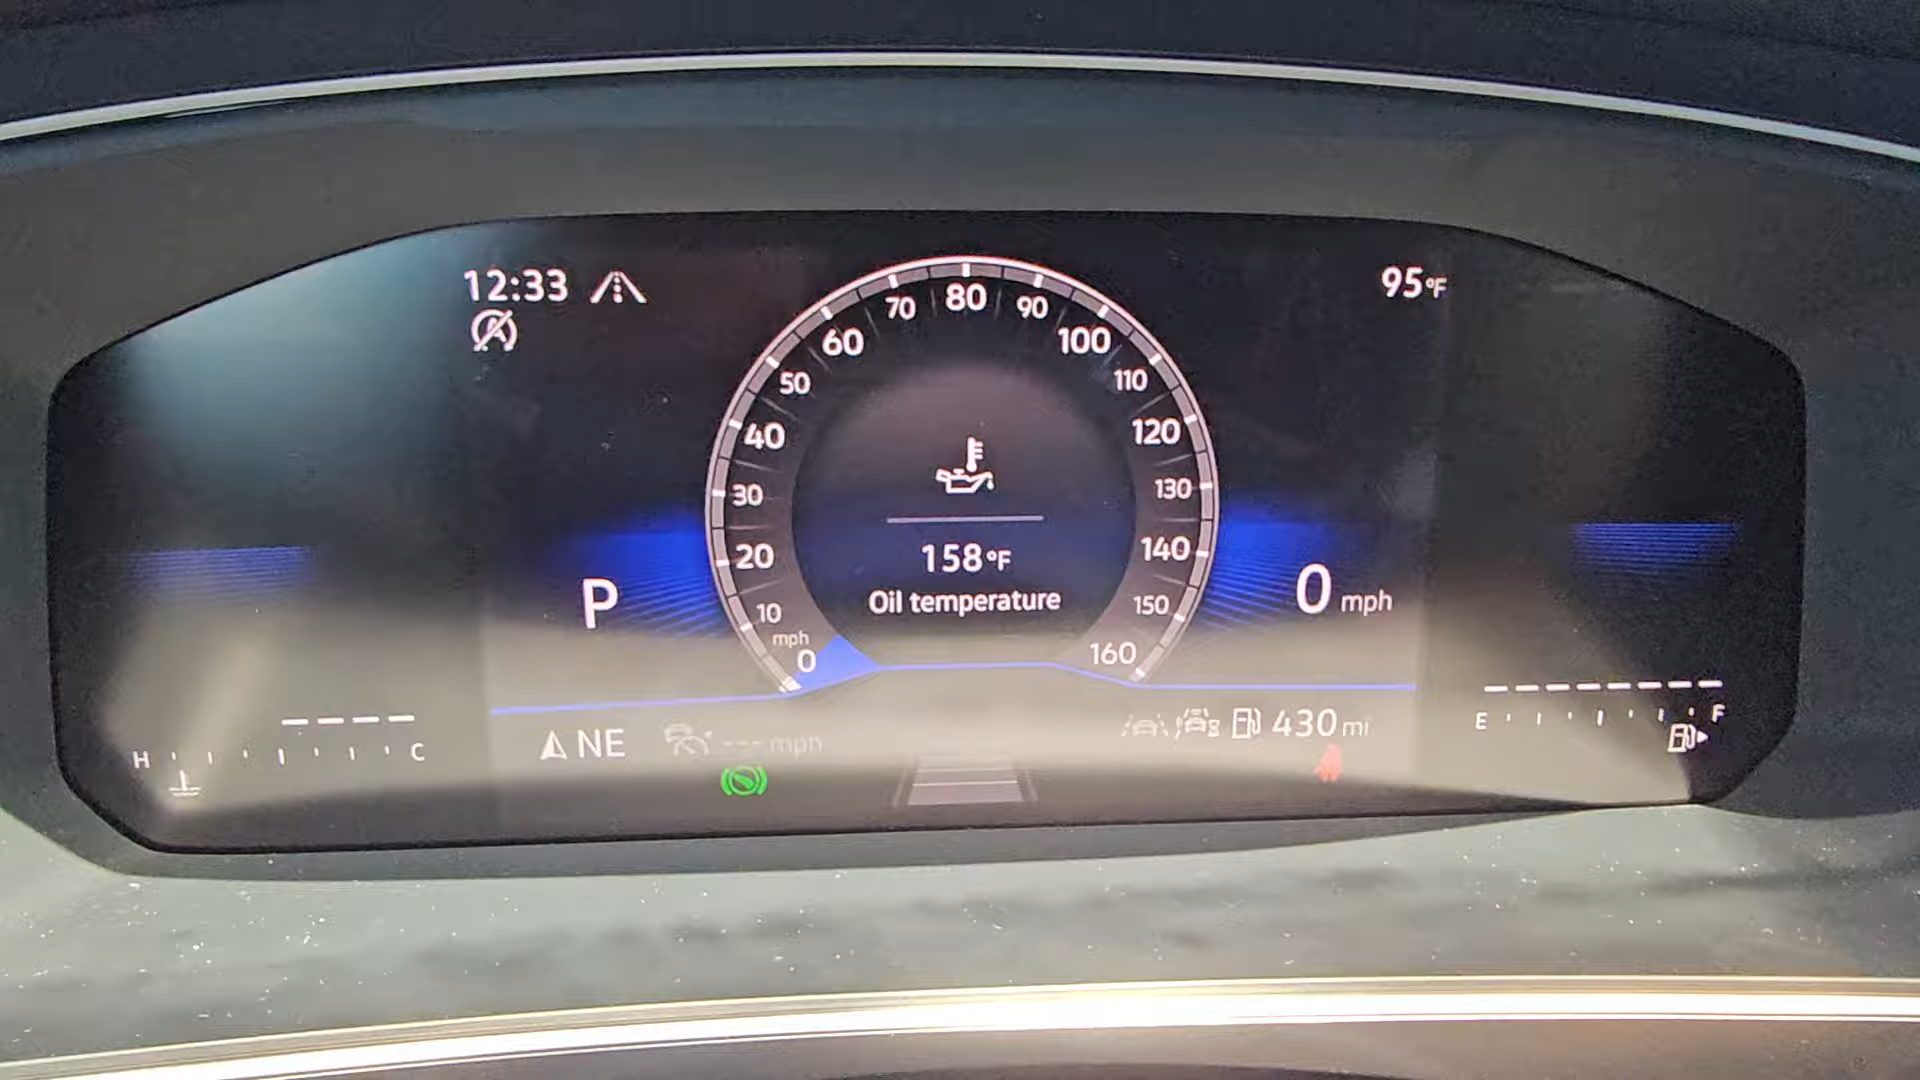 12:33
95°F
70 80 90
60 100
50 110
40 120
30 130
20 140
10 150
mph
0 160
158°F
Oil temperature
P
0 mph
NE
--- mph
430 mi
H C
E F